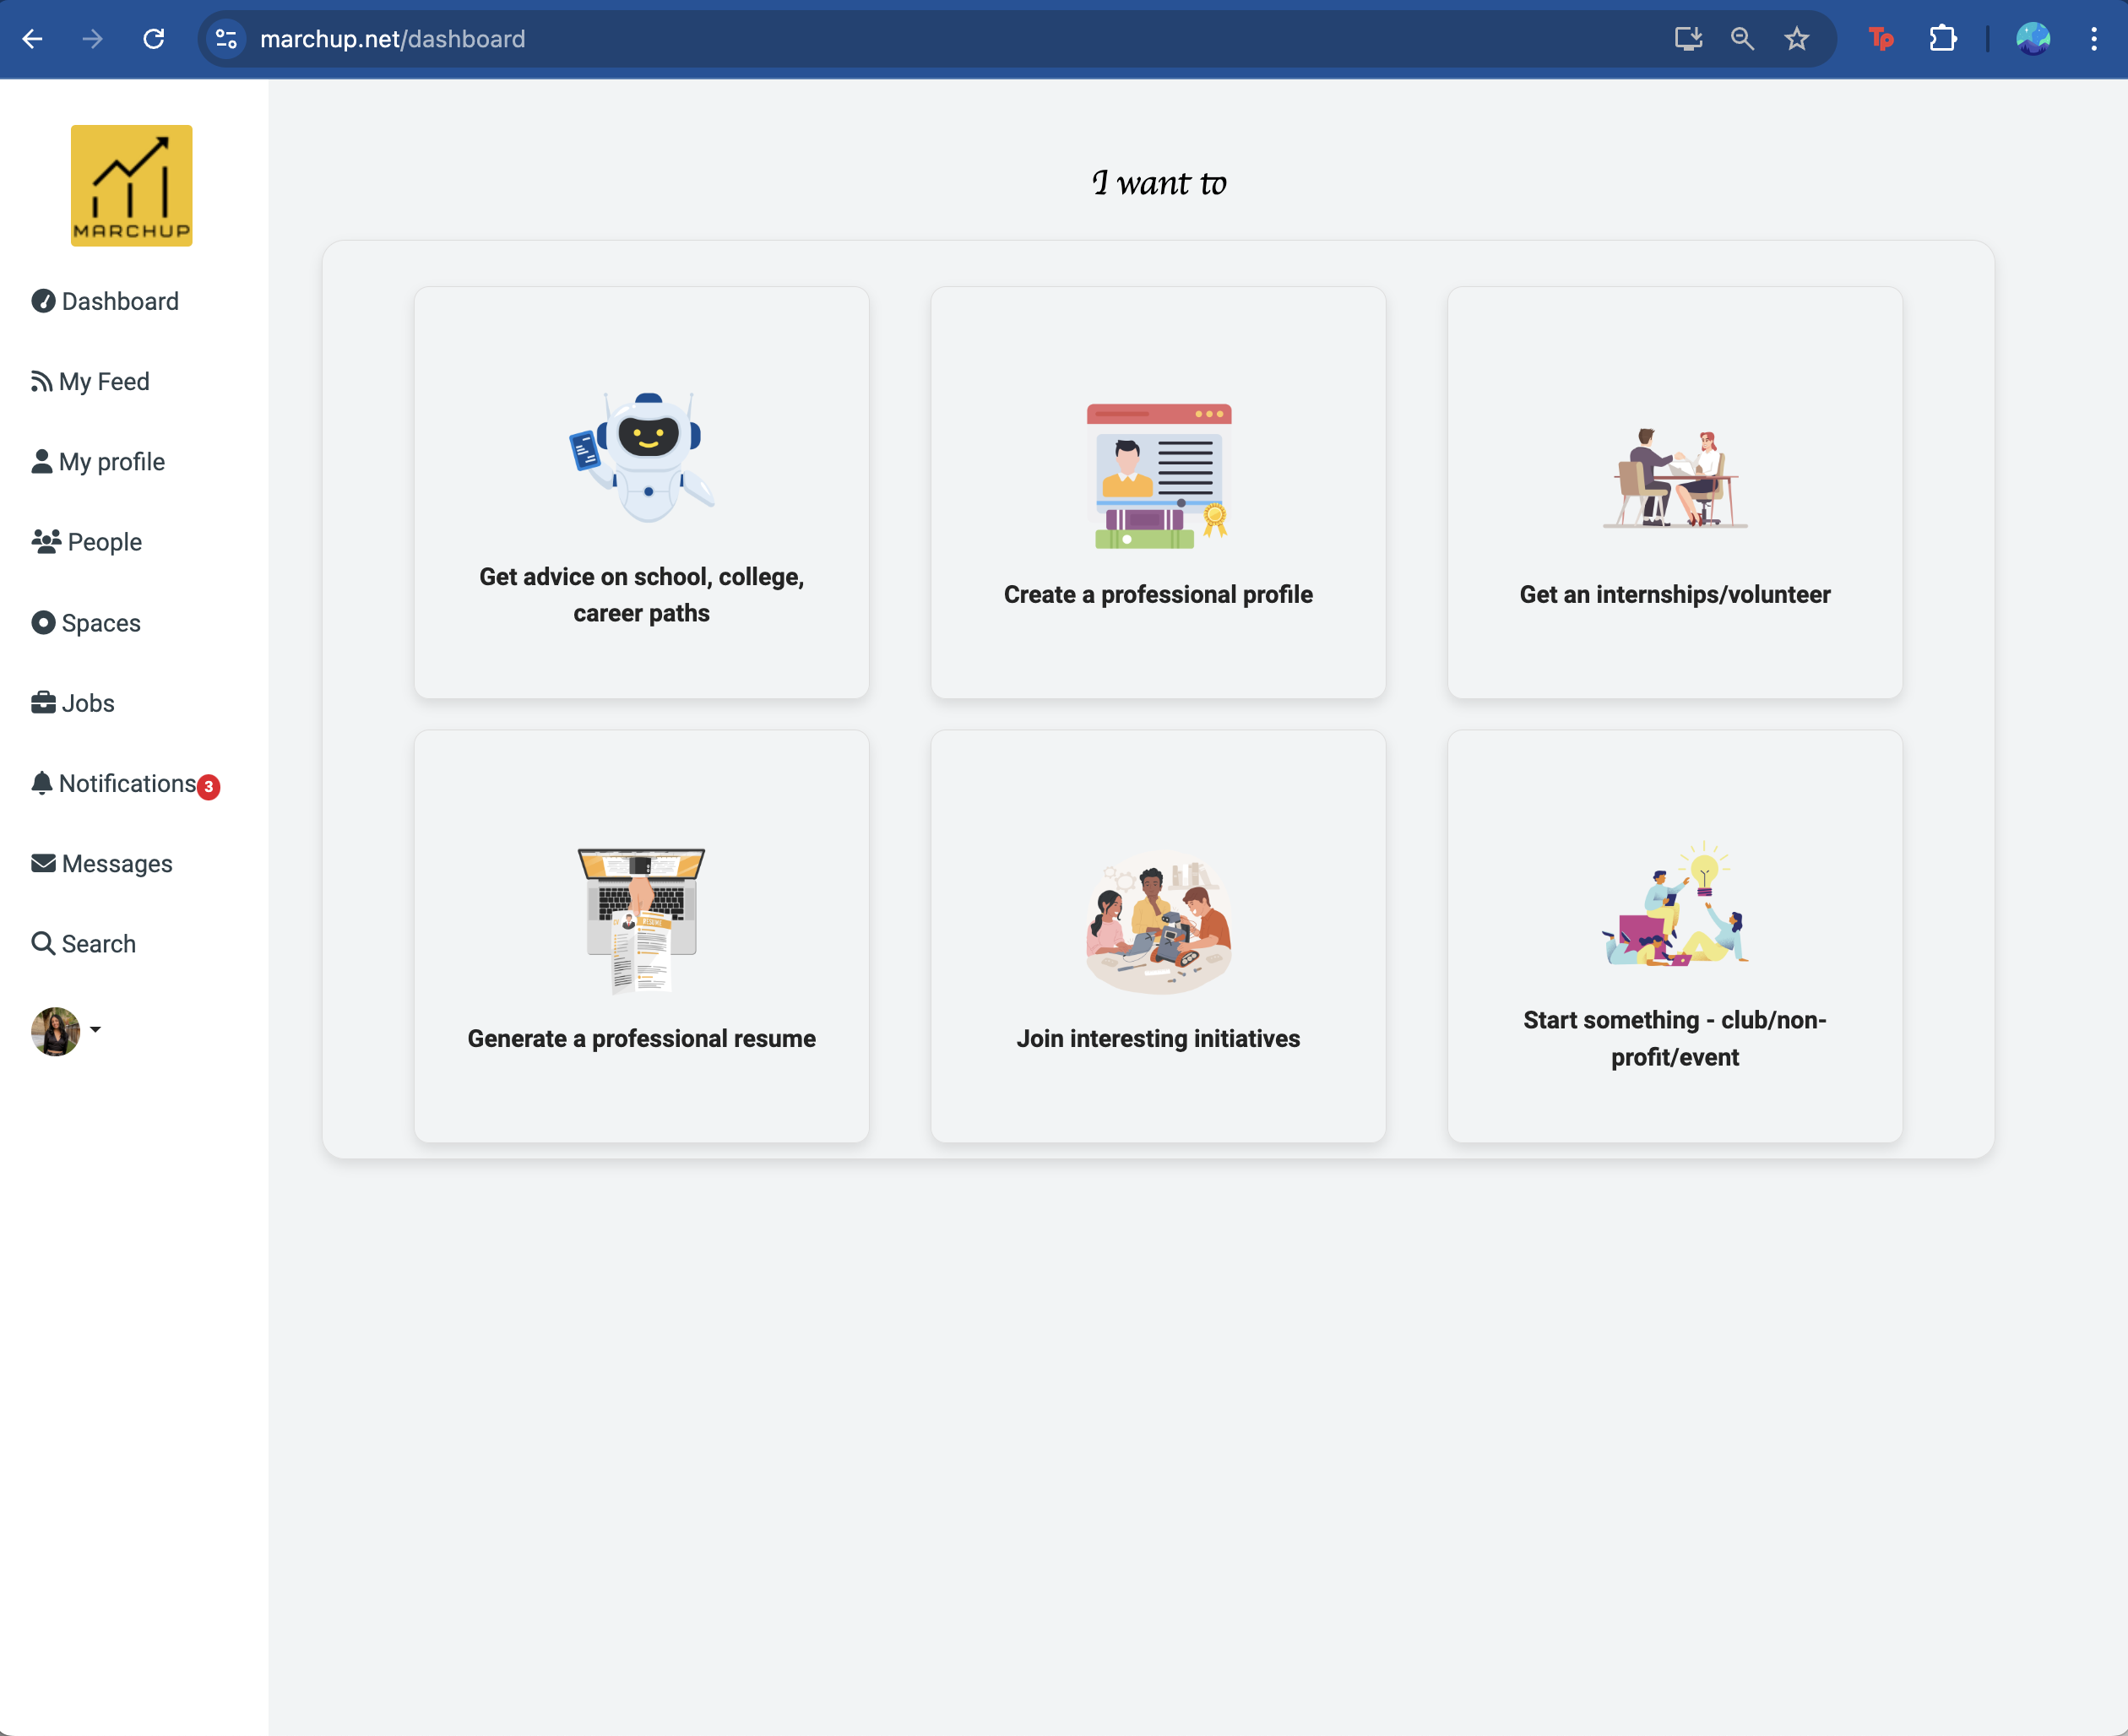 marchup.net/dashboard
Tp
MARCHUP
I want to
Dashboard
My Feed
My profile
People
Spaces
Jobs
Notifications 3
Messages
Search
Get advice on school, college,
career paths
Create a professional profile
Get an internships/volunteer
Generate a professional resume
Join interesting initiatives
Start something - club/non-
profit/event